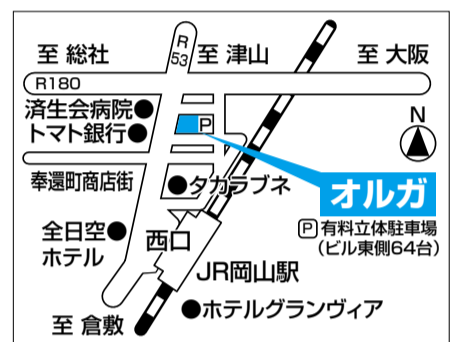 R
53
至 総社
至 津山
至 大阪
R180
済生会病院●
トマト銀行●
P
N
奉還町商店街
●タカラブネ
オルガ
P 有料立体駐車場
(ビル東側64台)
全日空●
ホテル
西口
JR岡山駅
●ホテルグランヴィア
至 倉敷